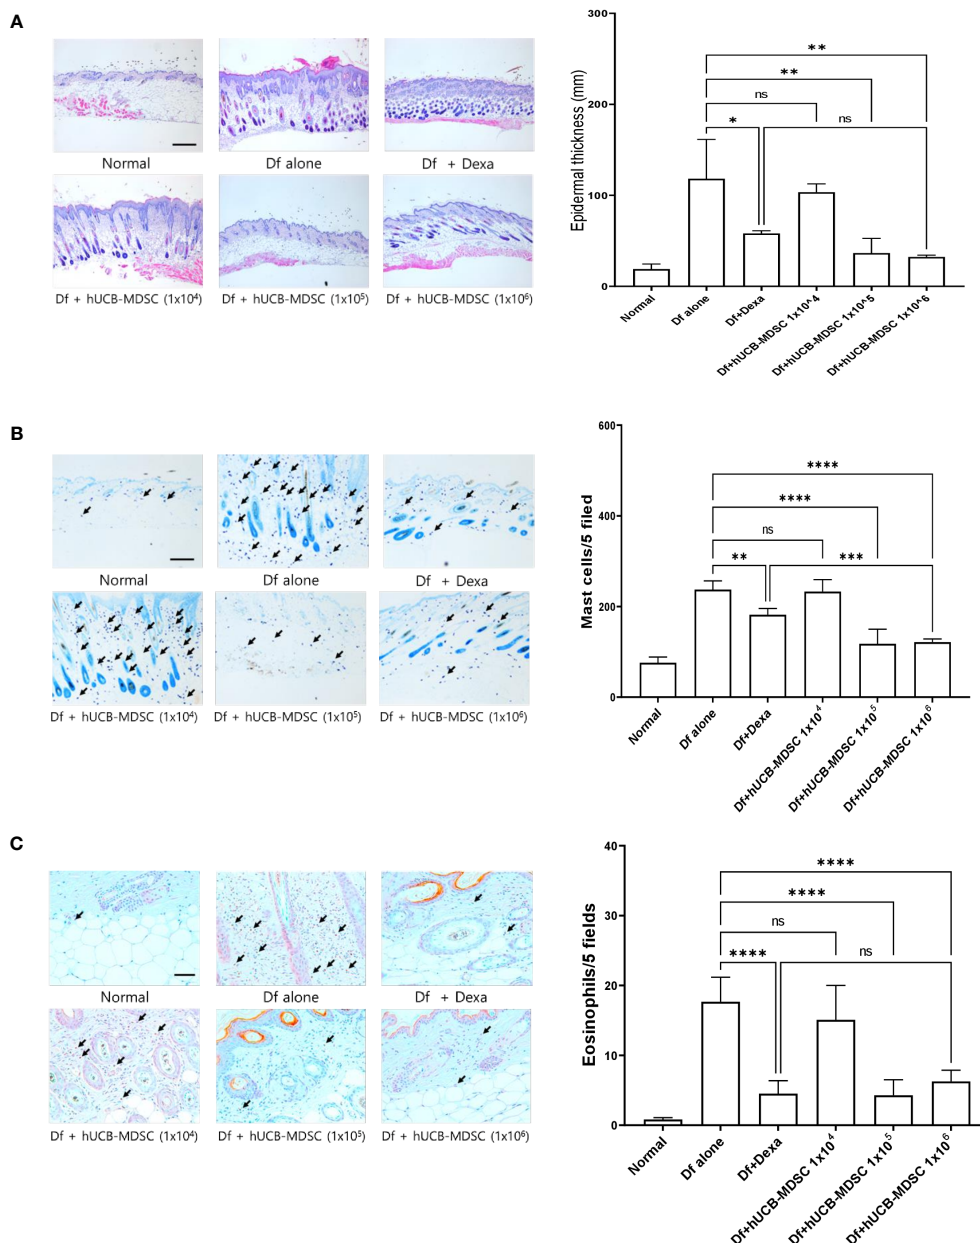 A
Normal
Df alone
Df + Dexa
Df + hUCB-MDSC (1x10⁴)
Df + hUCB-MDSC (1x10⁵)
Df + hUCB-MDSC (1x10⁶)
Epidermal thickness (mm)
300
200
100
0
**
**
ns
*
ns
Normal
Df alone
Df+Dexa
Df+hUCB-MDSC 1x10^4
Df+hUCB-MDSC 1x10^5
Df+hUCB-MDSC 1x10^6
B
Normal
Df alone
Df + Dexa
Df + hUCB-MDSC (1x10⁴)
Df + hUCB-MDSC (1x10⁵)
Df + hUCB-MDSC (1x10⁶)
Mast cells/5 filed
600
400
200
0
****
****
ns
**
***
Normal
Df alone
Df+Dexa
Df+hUCB-MDSC 1x10⁴
Df+hUCB-MDSC 1x10⁵
Df+hUCB-MDSC 1x10⁶
C
Normal
Df alone
Df + Dexa
Df + hUCB-MDSC (1x10⁴)
Df + hUCB-MDSC (1x10⁵)
Df + hUCB-MDSC (1x10⁶)
Eosinophils/5 fields
40
30
20
10
0
****
****
ns
****
ns
Normal
Df alone
Df+Dexa
Df+hUCB-MDSC 1x10⁴
Df+hUCB-MDSC 1x10⁵
Df+hUCB-MDSC 1x10⁶